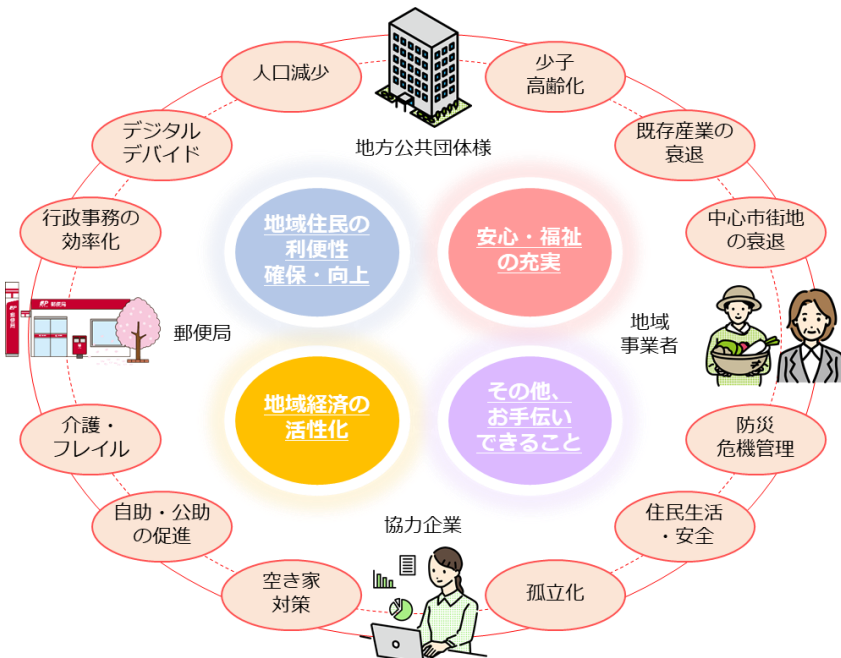 人口減少
少子
高齢化
デジタル
デバイド
地方公共団体様
既存産業の
衰退
行政事務の
効率化
地域住民の
利便性
確保・向上
安心・福祉
の充実
中心市街地
の衰退
郵便局
郵便局
地域
事業者
介護・
フレイル
地域経済の
活性化
その他、
お手伝い
できること
防災
危機管理
自助・公助
の促進
協力企業
住民生活
・安全
空き家
対策
孤立化